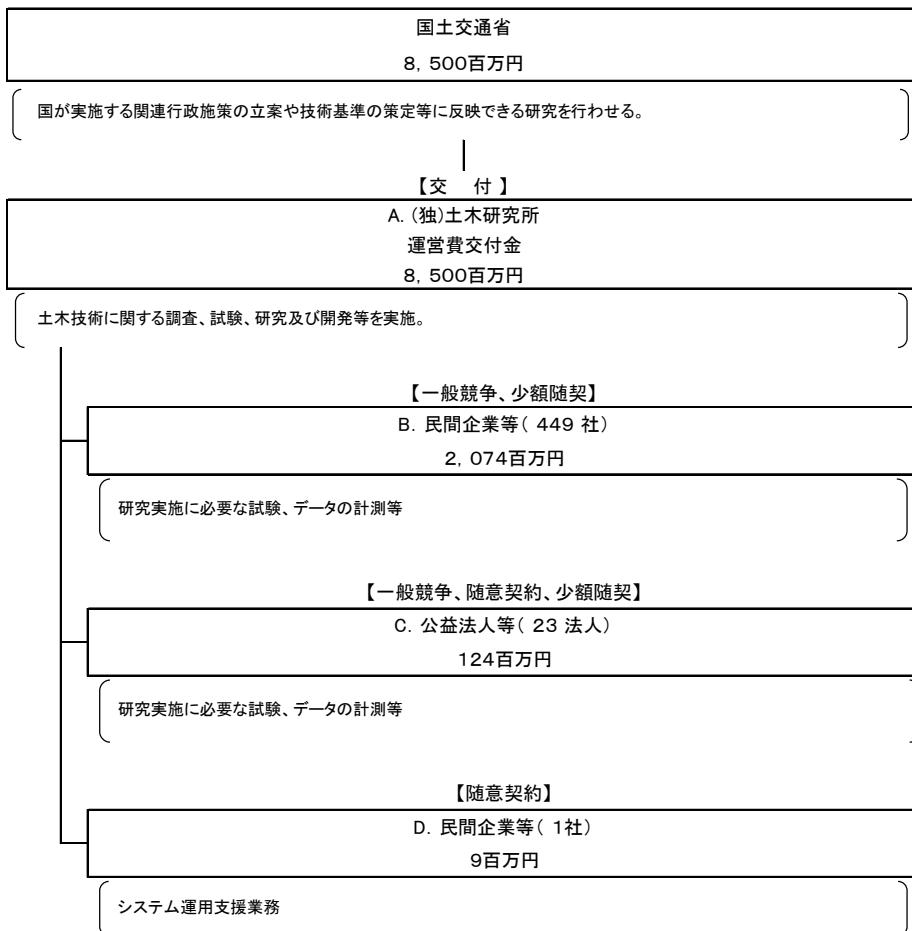 国土交通省
8，500百万円
国が実施する関連行政施策の立案や技術基準の策定等に反映できる研究を行わせる。
【交　付】
A. (独)土木研究所
運営費交付金
8，500百万円
土木技術に関する調査、試験、研究及び開発等を実施。
【一般競争、少額随契】
B. 民間企業等( 449 社)
2，074百万円
研究実施に必要な試験、データの計測等
【一般競争、随意契約、少額随契】
C. 公益法人等( 23 法人)
124百万円
研究実施に必要な試験、データの計測等
【随意契約】
D. 民間企業等( 1社)
9百万円
システム運用支援業務